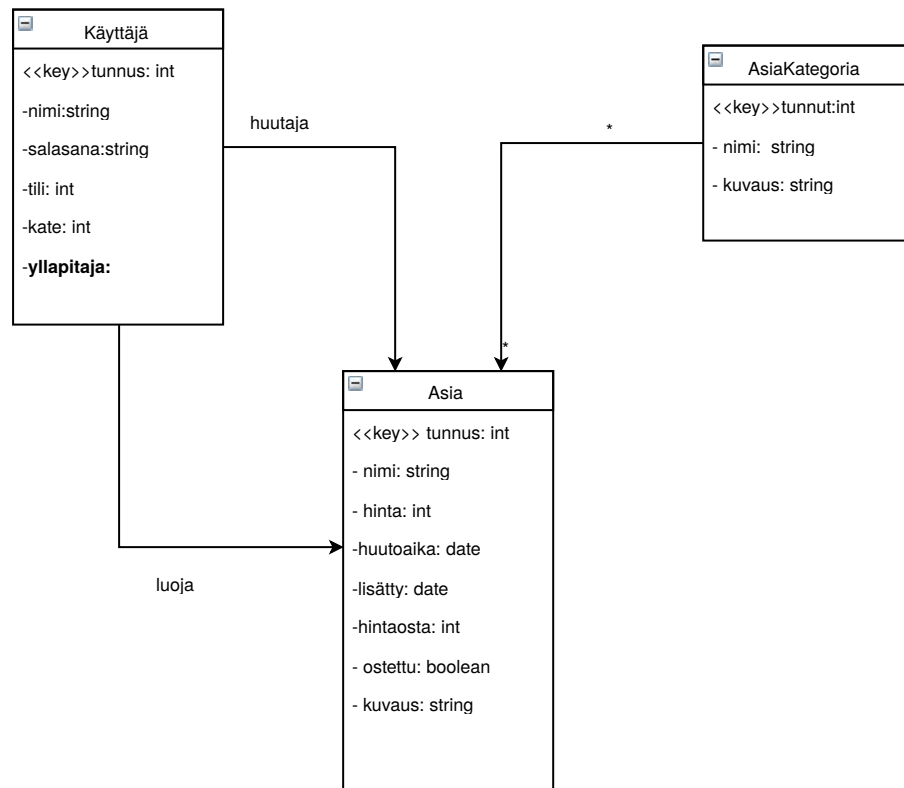 Käyttäjä
<<key>>tunnus: int
-nimi:string
-salasana:string
-tili: int
-kate: int
-yllapitaja:
huutaja
*
AsiaKategoria
<<key>>tunnut:int
- nimi:  string
- kuvaus: string
*
luoja
Asia
<<key>> tunnus: int
- nimi: string
- hinta: int
-huutoaika: date
-lisätty: date
-hintaosta: int
- ostettu: boolean
- kuvaus: string